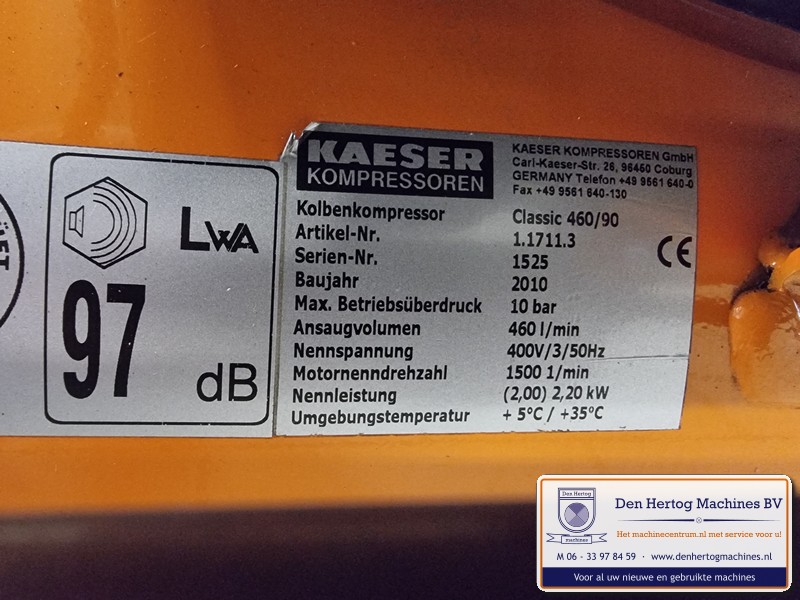 LWA
97
dB
KAESER
KOMPRESSOREN
KAESER KOMPRESSOREN GmbH
Carl-Kaeser-Str. 26, 96450 Coburg
GERMANY Telefon +49 9561 640-0
Fax +49 9561 640-130
Kolbenkompressor Classic 460/90
Artikel-Nr. 1.1711.3
Serien-Nr. 1525
Baujahr 2010
Max. Betriebsüberdruck 10 bar
Ansaugvolumen 460 l/min
Nennspannung 400V/3/50Hz
Motornenndrehzahl 1500 1/min
Nennleistung (2,00) 2,20 kW
Umgebungstemperatur + 5°C / +35°C
CE
Den Hertog
machines
Den Hertog Machines BV
Het machinecentrum.nl met service voor u!
M 06 - 33 97 84 59 · www.denhertogmachines.nl
Voor al uw nieuwe en gebruikte machines